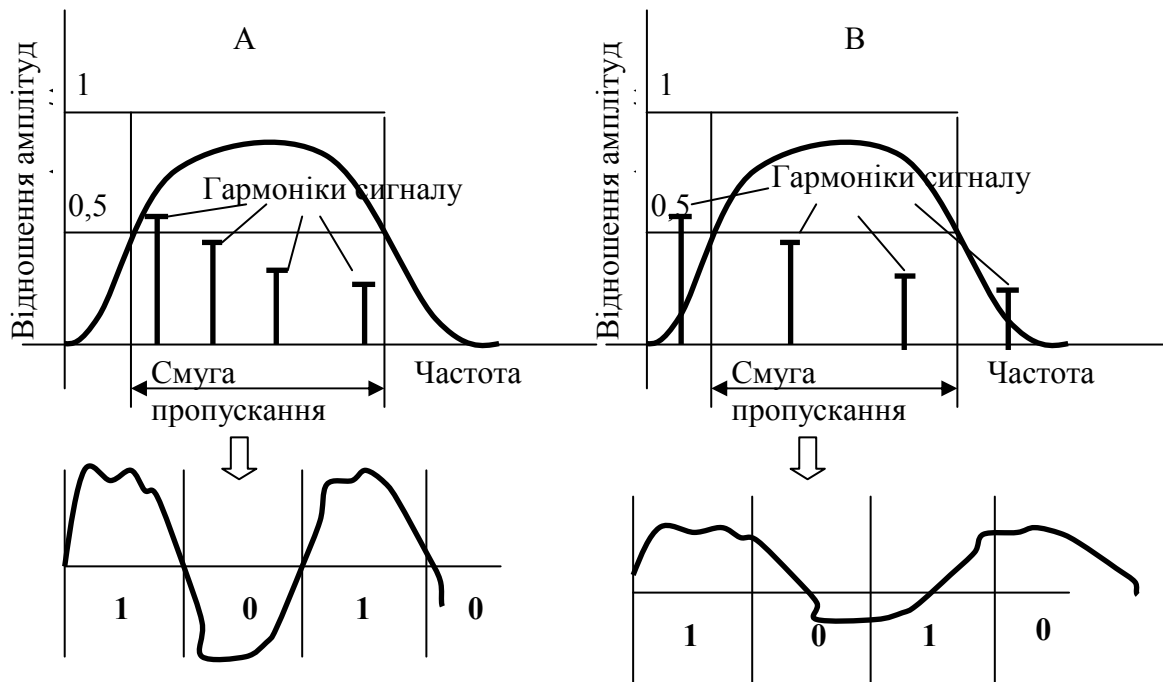 Відношення амплітуд
А
1
0,5
Гармоніки сигналу
Смуга
пропускання
Частота
1
0
1
0
Відношення амплітуд
В
1
0,5
Гармоніки сигналу
Смуга
пропускання
Частота
1
0
1
0